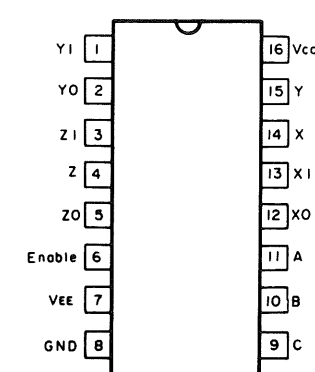 Y1 1 16 Vcc
Y0 2 15 Y
Z1 3 14 X
Z 4 13 X1
Z0 5 12 X0
Enable 6 11 A
VEE 7 10 B
GND 8 9 C